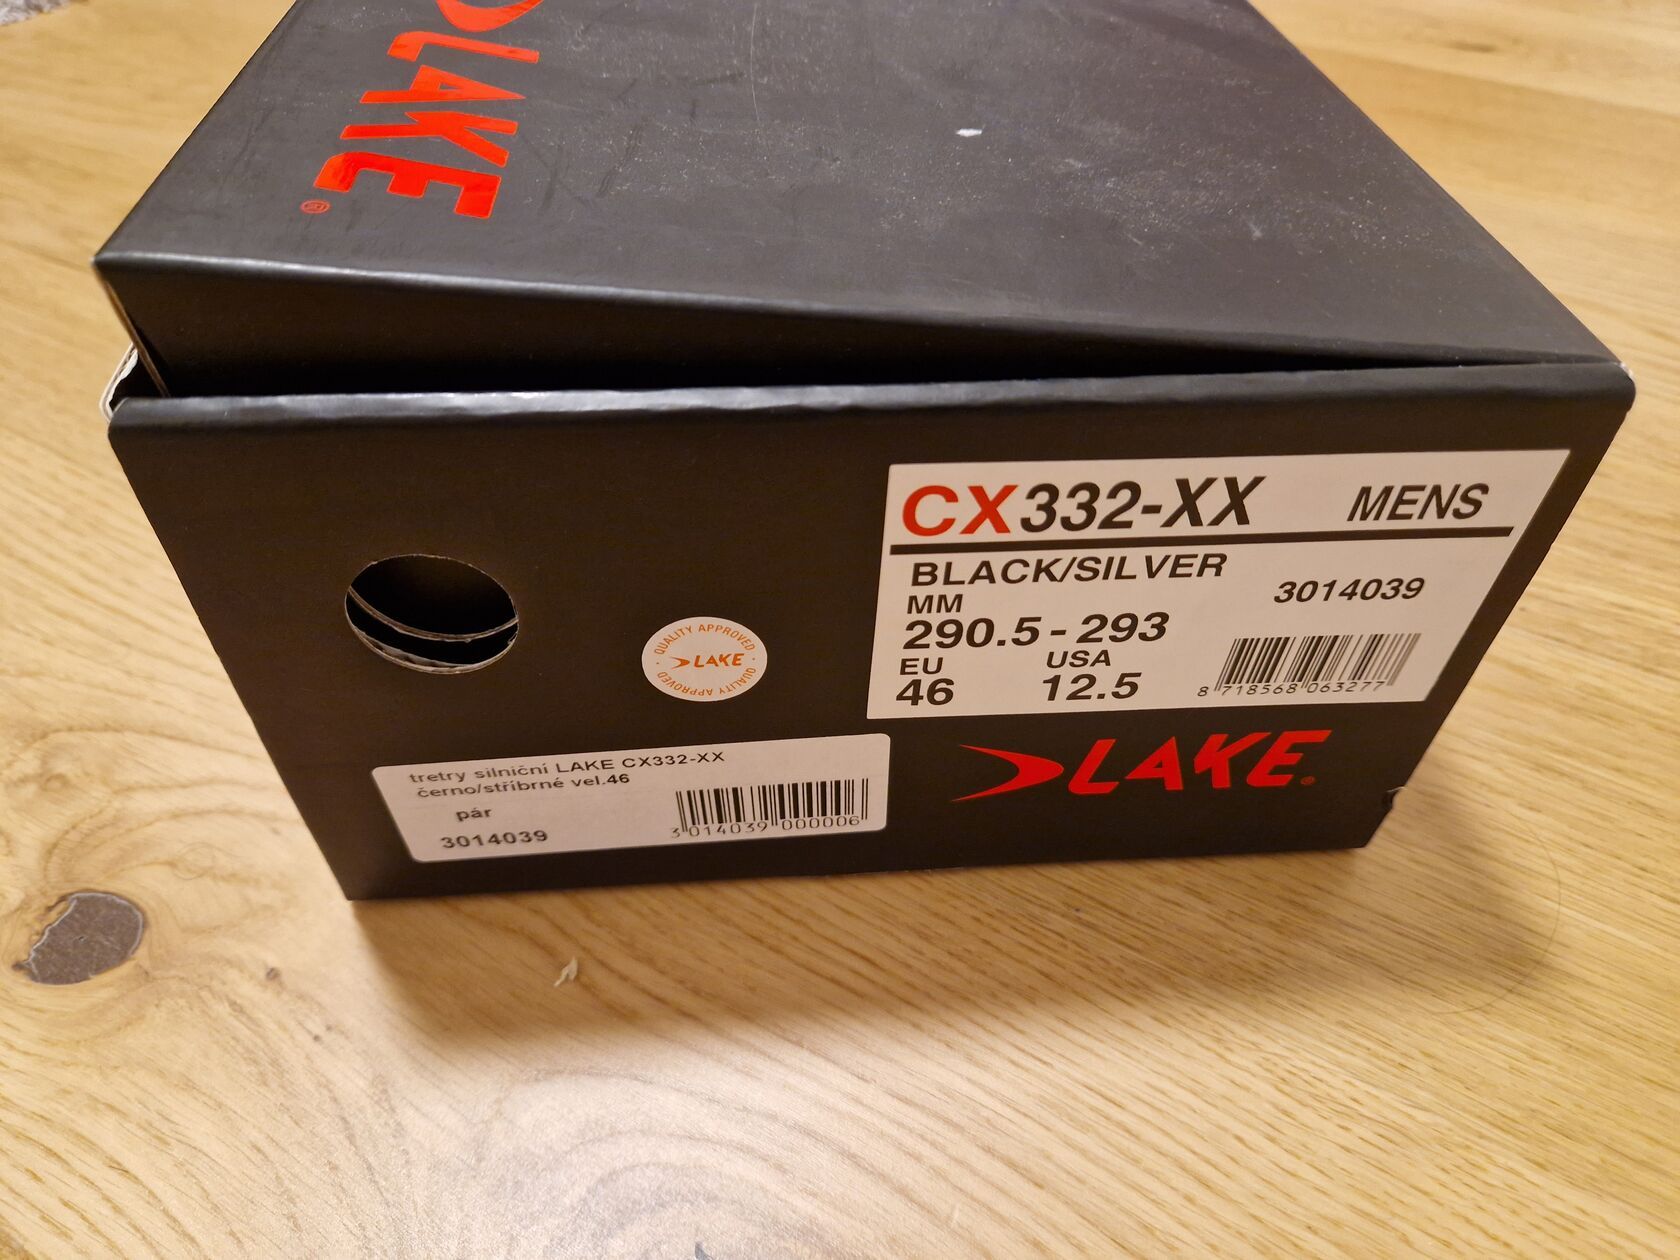 LAKE®
CX332-XX MENS
BLACK/SILVER
3014039
MM
290.5 - 293
EU USA
46 12.5
8 718568 063277
QUALITY APPROVED
LAKE
QUALITY APPROVED
LAKE®
tretry silniční LAKE CX332-XX
černo/stříbrné vel.46
pár
3014039
3 014039 000006